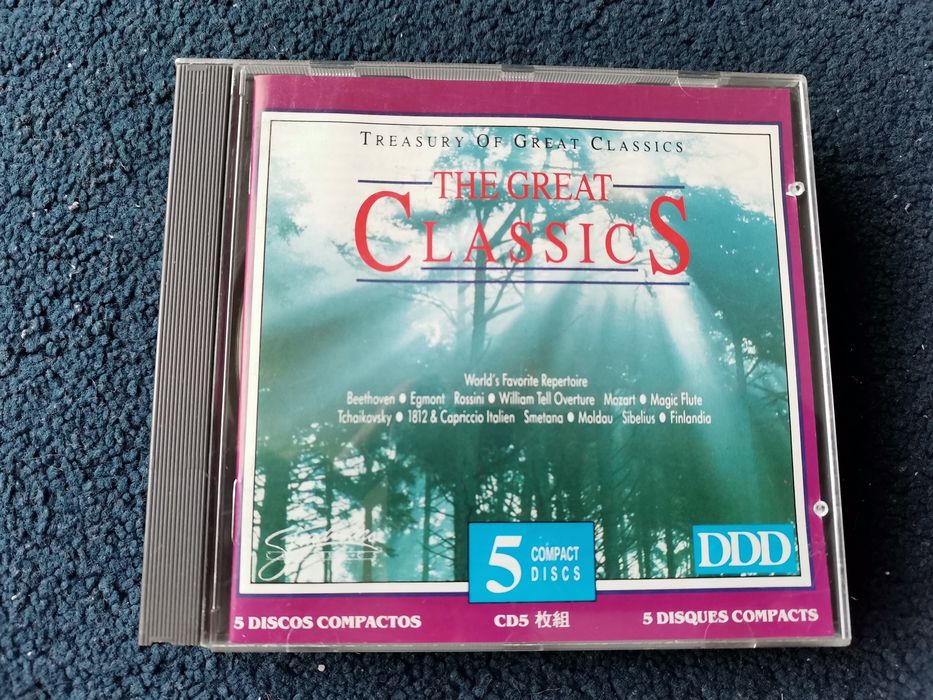 TREASURY OF GREAT CLASSICS
THE GREAT
CLASSICS
World's Favorite Repertoire
Beethoven • Egmont Rossini • William Tell Overture Mozart • Magic Flute
Tchaikovsky • 1812 & Capriccio Italien Smetana • Moldau Sibelius • Finlandia
5 COMPACT
DISCS
DDD
5 DISCOS COMPACTOS CD5 枚組 5 DISQUES COMPACTS